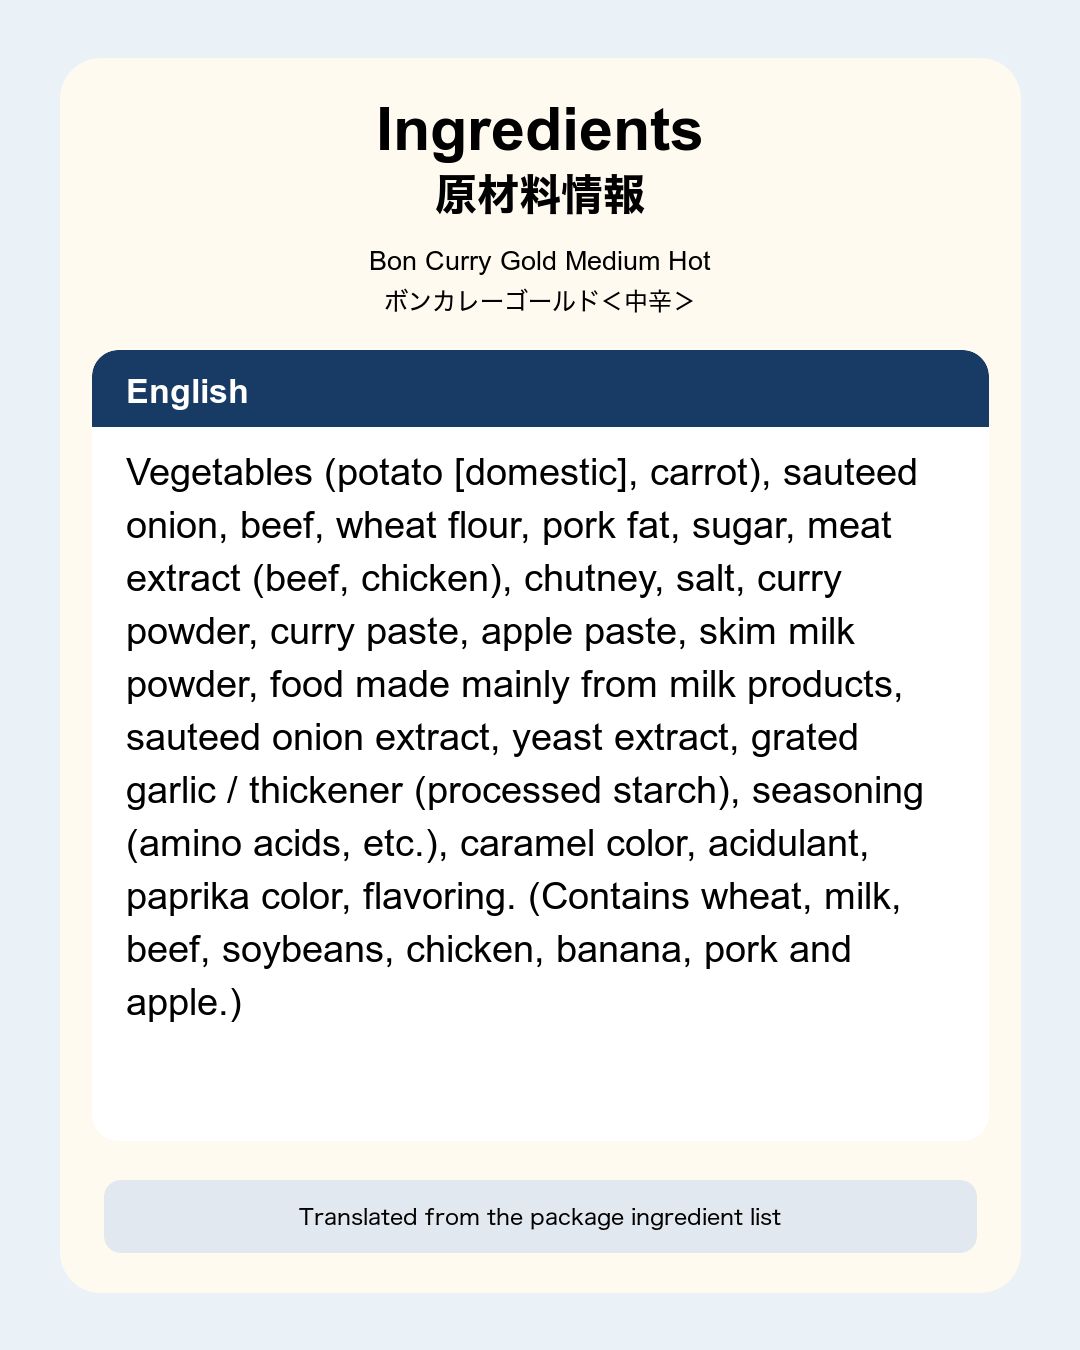 Ingredients
原材料情報
Bon Curry Gold Medium Hot
ボンカレーゴールド＜中辛＞
English
Vegetables (potato [domestic], carrot), sauteed
onion, beef, wheat flour, pork fat, sugar, meat
extract (beef, chicken), chutney, salt, curry
powder, curry paste, apple paste, skim milk
powder, food made mainly from milk products,
sauteed onion extract, yeast extract, grated
garlic / thickener (processed starch), seasoning
(amino acids, etc.), caramel color, acidulant,
paprika color, flavoring. (Contains wheat, milk,
beef, soybeans, chicken, banana, pork and
apple.)
Translated from the package ingredient list